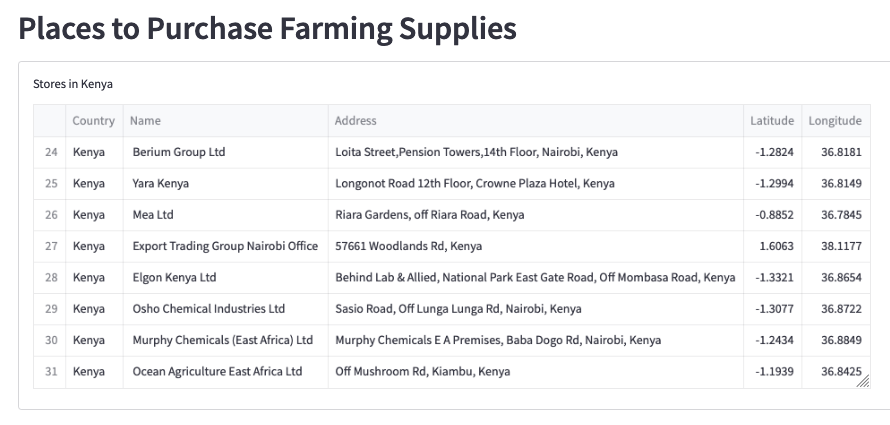 Places to Purchase Farming Supplies
Stores in Kenya
Country Name Address Latitude Longitude
24 Kenya Berium Group Ltd Loita Street,Pension Towers,14th Floor, Nairobi, Kenya -1.2824 36.8181
25 Kenya Yara Kenya Longonot Road 12th Floor, Crowne Plaza Hotel, Kenya -1.2994 36.8149
26 Kenya Mea Ltd Riara Gardens, off Riara Road, Kenya -0.8852 36.7845
27 Kenya Export Trading Group Nairobi Office 57661 Woodlands Rd, Kenya 1.6063 38.1177
28 Kenya Elgon Kenya Ltd Behind Lab & Allied, National Park East Gate Road, Off Mombasa Road, Kenya -1.3321 36.8654
29 Kenya Osho Chemical Industries Ltd Sasio Road, Off Lunga Lunga Rd, Nairobi, Kenya -1.3077 36.8722
30 Kenya Murphy Chemicals (East Africa) Ltd Murphy Chemicals E A Premises, Baba Dogo Rd, Nairobi, Kenya -1.2434 36.8849
31 Kenya Ocean Agriculture East Africa Ltd Off Mushroom Rd, Kiambu, Kenya -1.1939 36.8425